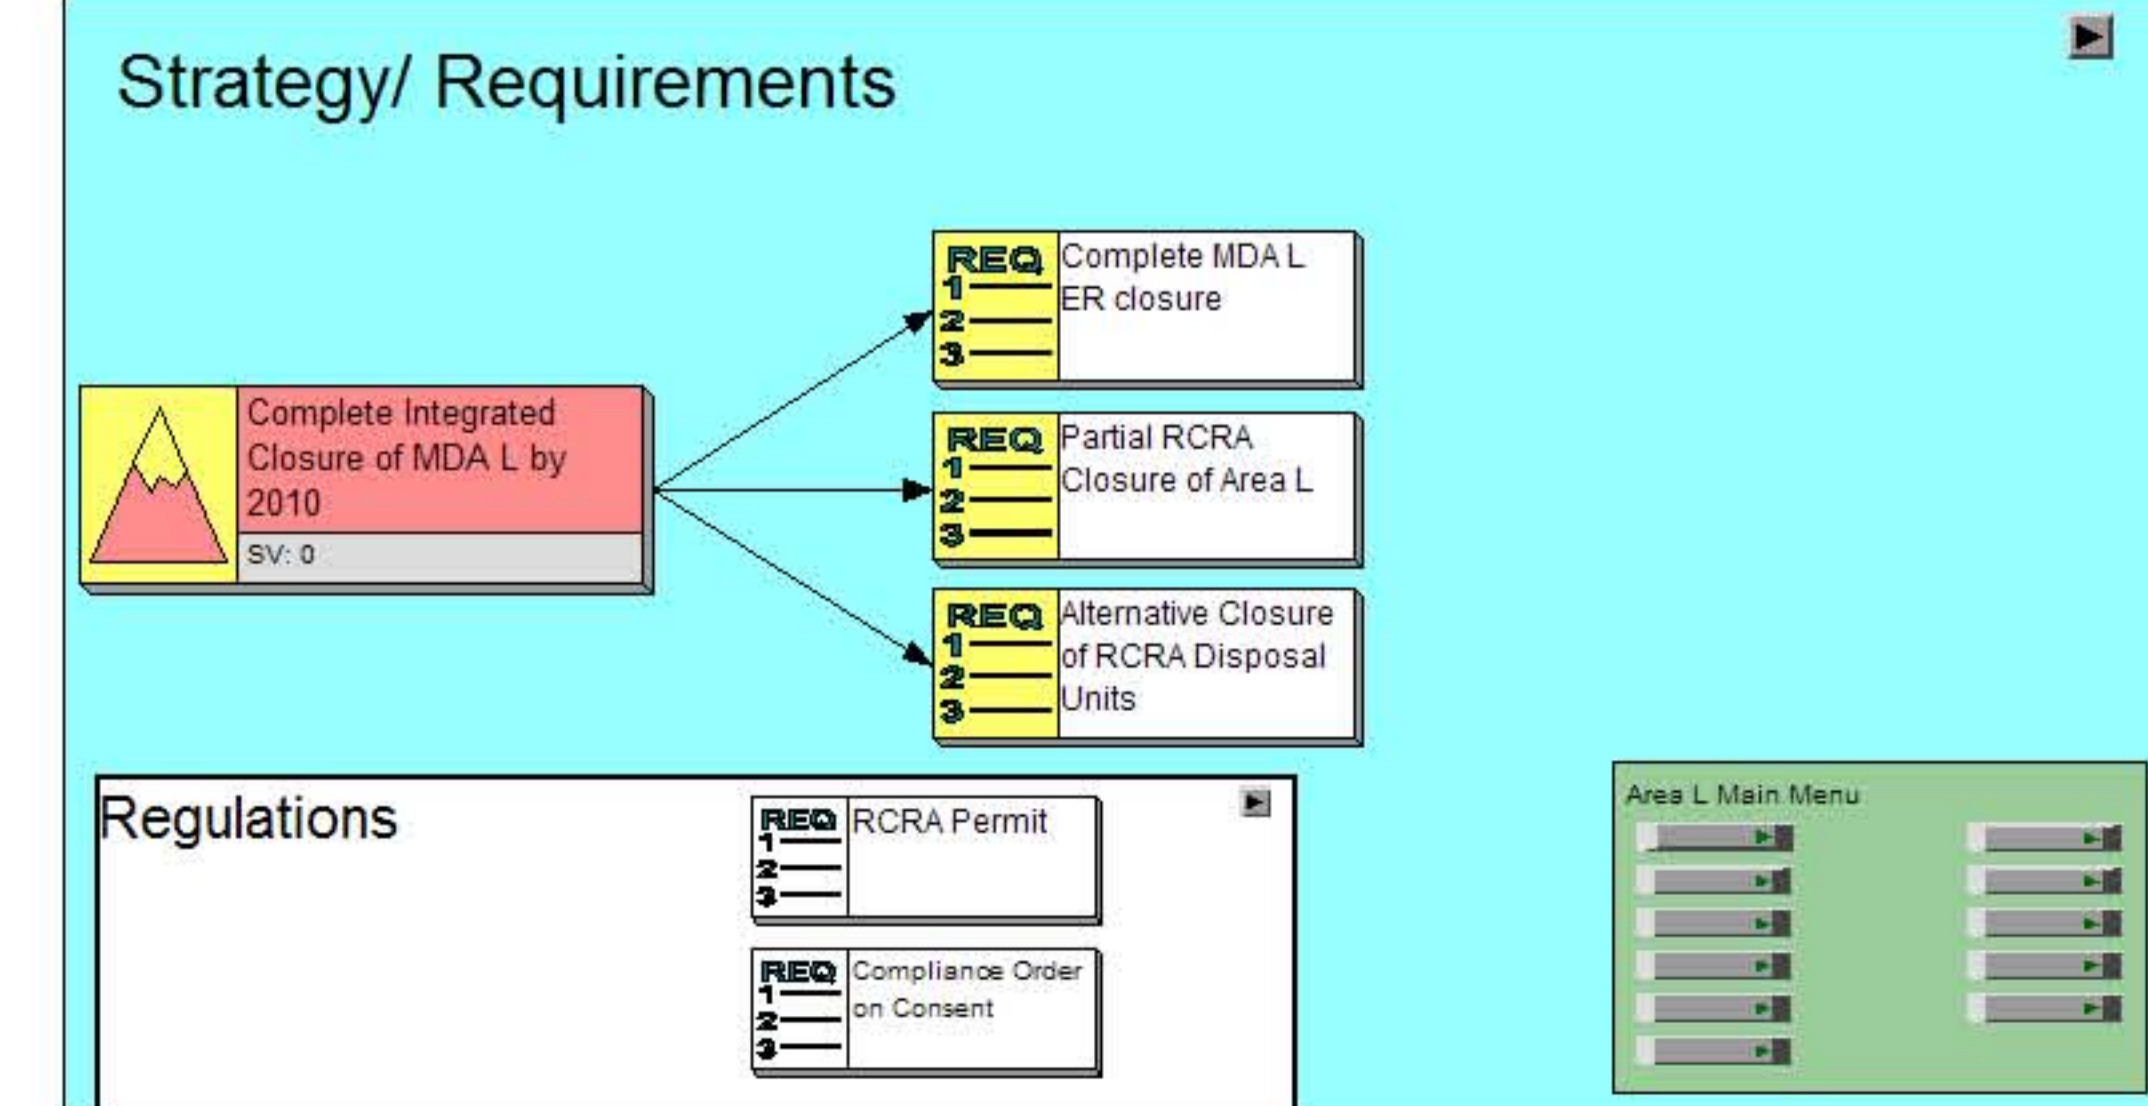 Strategy/ Requirements
REQ
1
2
3
Complete MDA L
ER closure
Complete Integrated
Closure of MDA L by
2010
SV: 0
REQ
1
2
3
Partial RCRA
Closure of Area L
REQ
1
2
3
Alternative Closure
of RCRA Disposal
Units
Regulations
REQ
1
2
3
RCRA Permit
REQ
1
2
3
Compliance Order
on Consent
Area L Main Menu